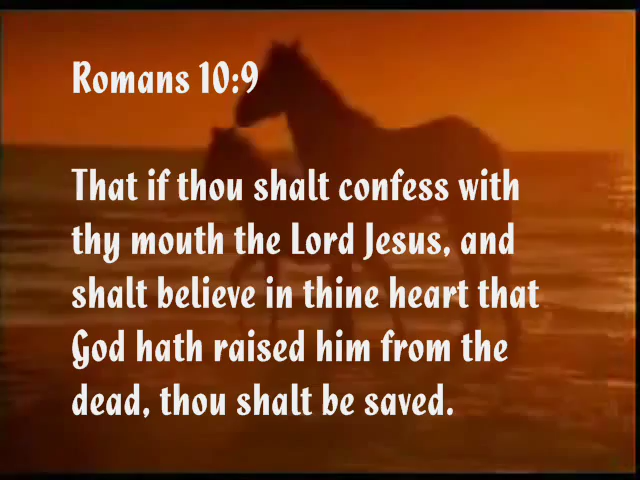 Romans 10:9
That if thou shalt confess with
thy mouth the Lord Jesus, and
shalt believe in thine heart that
God hath raised him from the
dead, thou shalt be saved.